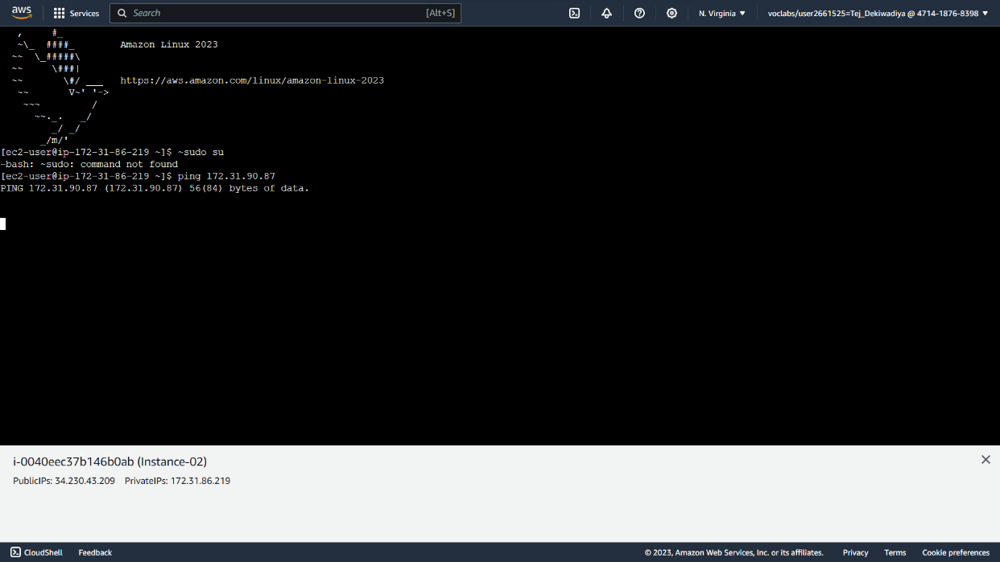 aws Services Search [Alt+S] N. Virginia ▼ voclabs/user2661525=Tej_Dekiwadiya @ 4714-1876-8398 ▼
   ,     #_
   ~\_  ####_        Amazon Linux 2023
  ~~  \_#####\
  ~~     \###|
  ~~       \#/ ___   https://aws.amazon.com/linux/amazon-linux-2023
   ~~       V~' '->
    ~~~         /
      ~~._.   _/
         _/ _/
       _/m/'
[ec2-user@ip-172-31-86-219 ~]$ ~sudo su
-bash: ~sudo: command not found
[ec2-user@ip-172-31-86-219 ~]$ ping 172.31.90.87
PING 172.31.90.87 (172.31.90.87) 56(84) bytes of data.
i-0040eec37b146b0ab (Instance-02)
PublicIPs: 34.230.43.209 PrivateIPs: 172.31.86.219
CloudShell Feedback © 2023, Amazon Web Services, Inc. or its affiliates. Privacy Terms Cookie preferences